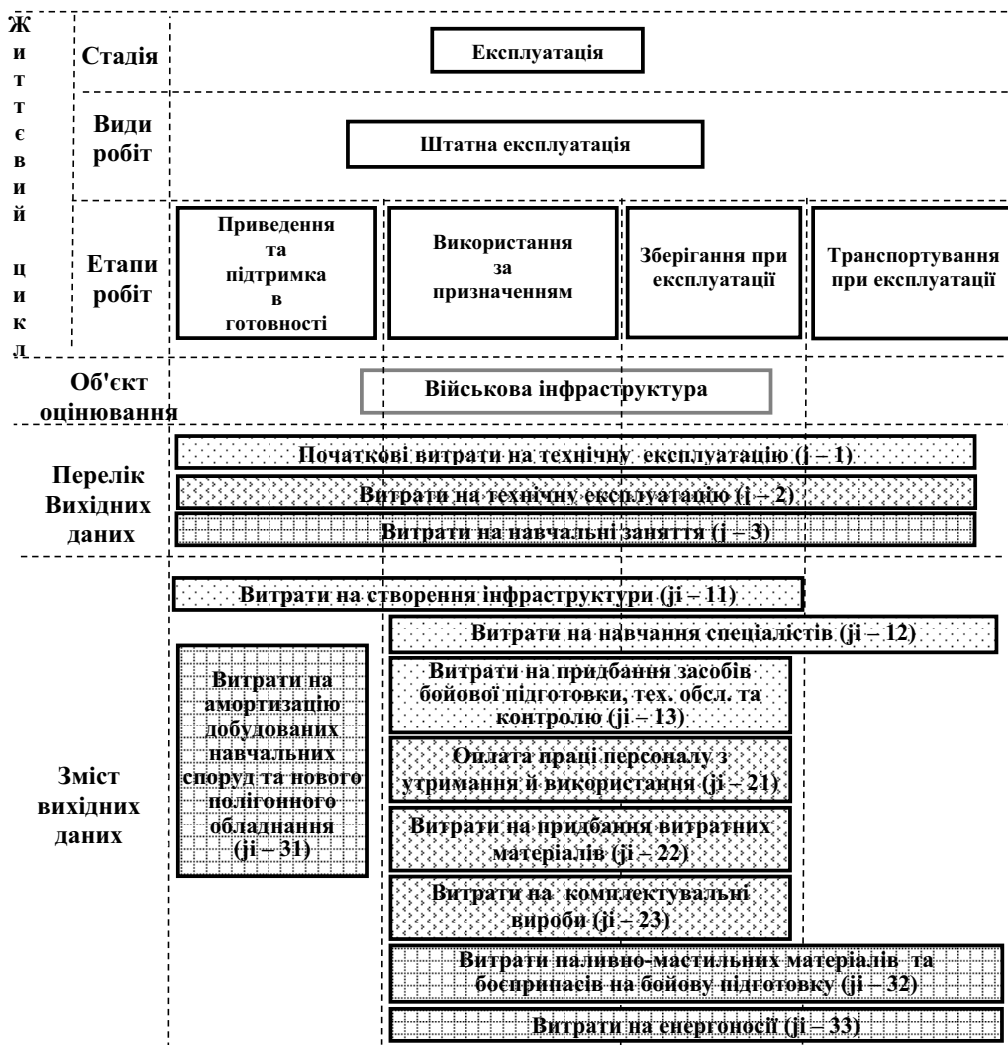 Життєвий цикл
Стадія
Експлуатація
Види
робіт
Штатна експлуатація
Етапи
робіт
Приведення
та
підтримка
в
готовності
Використання
за
призначенням
Зберігання при
експлуатації
Транспортування
при експлуатації
Об'єкт
оцінювання
Військова інфраструктура
Перелік
Вихідних
даних
Початкові витрати на технічну експлуатацію (j – 1)
Витрати на технічну експлуатацію (j – 2)
Витрати на навчальні заняття (j – 3)
Зміст
вихідних
даних
Витрати на створення інфраструктури (ji – 11)
Витрати на навчання спеціалістів (ji – 12)
Витрати на
амортизацію
добудованих
навчальних
споруд та нового
полігонного
обладнання
(ji – 31)
Витрати на придбання засобів
бойової підготовки, тех. обсл. та
контролю (ji – 13)
Оплата праці персоналу з
утримання й використання (ji – 21)
Витрати на придбання витратних
матеріалів (ji – 22)
Витрати на комплектувальні
вироби (ji – 23)
Витрати паливно-мастильних матеріалів та
боєприпасів на бойову підготовку (ji – 32)
Витрати на енергоносії (ji – 33)